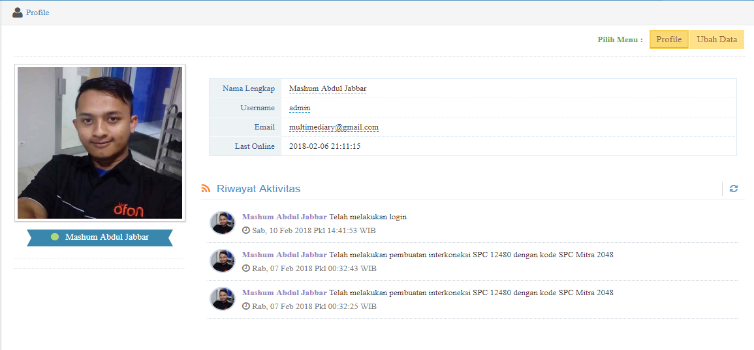 Profile
Pilih Menu : Profile Ubah Data
Nama Lengkap Mashum Abdul Jabbar
Username admin
Email multimediary@gmail.com
Last Online 2018-02-06 21:11:15
ofon
Mashum Abdul Jabbar
Riwayat Aktivitas
Mashum Abdul Jabbar Telah melakukan login
Sab, 10 Feb 2018 Pkl 14:41:53 WIB
Mashum Abdul Jabbar Telah melakukan pembuatan interkoneksi SPC 12480 dengan kode SPC Mitra 2048
Rab, 07 Feb 2018 Pkl 00:32:43 WIB
Mashum Abdul Jabbar Telah melakukan pembuatan interkoneksi SPC 12480 dengan kode SPC Mitra 2048
Rab, 07 Feb 2018 Pkl 00:32:25 WIB